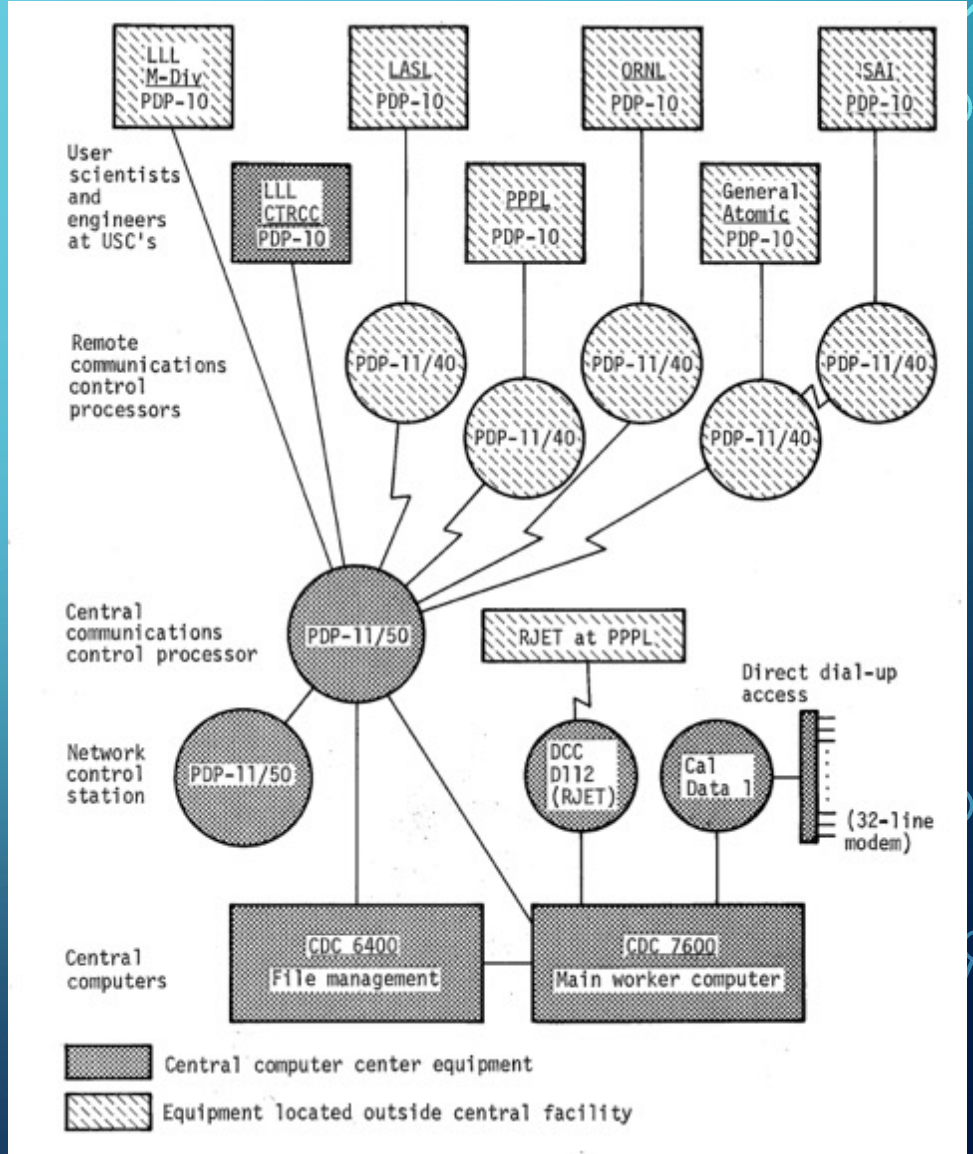 LLL
M-Div
PDP-10
LASL
PDP-10
ORNL
PDP-10
SAI
PDP-10
User
scientists
and
engineers
at USC's
LLL
CTRCC
PDP-10
PPPL
PDP-10
General
Atomic
PDP-10
Remote
communications
control
processors
PDP-11/40
PDP-11/40
PDP-11/40
PDP-11/40
PDP-11/40
Central
communications
control processor
PDP-11/50
RJET at PPPL
Direct dial-up
access
Network
control
station
PDP-11/50
DCC
D112
(RJET)
Cal
Data 1
(32-line
modem)
Central
computers
CDC 6400
File management
CDC 7600
Main worker computer
Central computer center equipment
Equipment located outside central facility